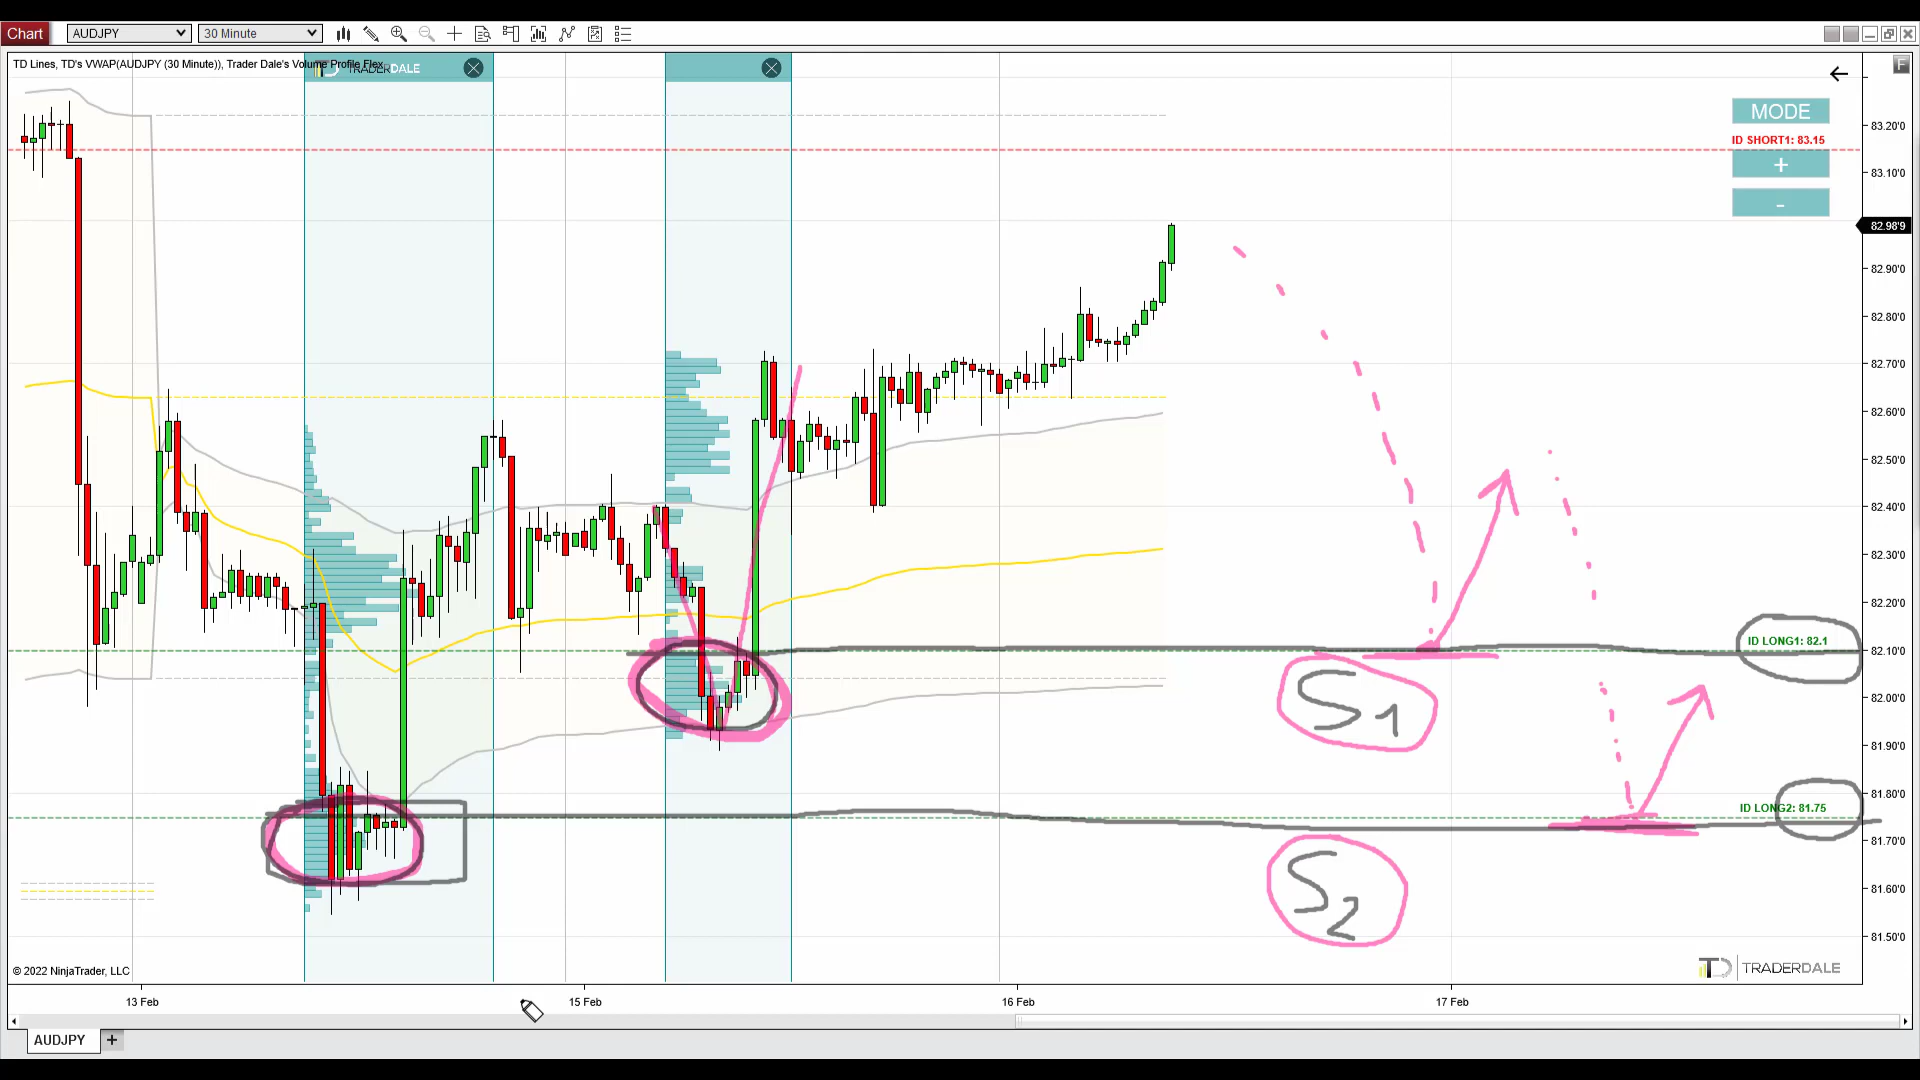 Chart AUDJPY 30 Minute
TD Lines, TD's VWAP(AUDJPY (30 Minute)), Trader Dale's Volume Profile Flex
TRADERDALE
F
MODE
+
-
ID SHORT1: 83.15
83.20'0
83.10'0
82.98'9
82.90'0
82.80'0
82.70'0
82.60'0
82.50'0
82.40'0
82.30'0
82.20'0
82.10'0
82.00'0
81.90'0
81.80'0
81.70'0
81.60'0
81.50'0
ID LONG1: 82.1
S1
ID LONG2: 81.75
S2
© 2022 NinjaTrader, LLC
TD TRADERDALE
13 Feb 15 Feb 16 Feb 17 Feb
AUDJPY +